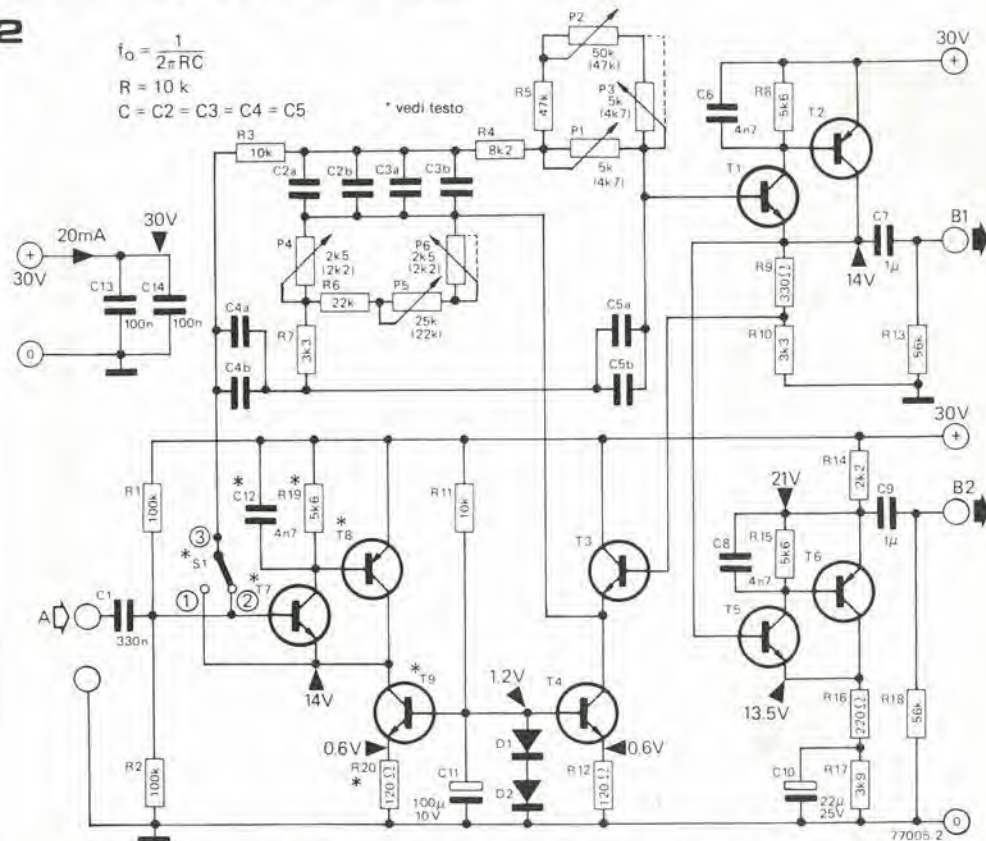 2
f₀ = 1 / 2πRC
R = 10 k
C = C2 = C3 = C4 = C5
* vedi testo
P2
50k
(47k)
R5
47k
P3
5k
(4k7)
P1
5k
(4k7)
R3
10k
R4
8k2
C2a
C2b
C3a
C3b
C6
4n7
R8
5k6
T2
30V
+
T1
C7
1μ
B1
14V
R9
330Ω
R10
3k3
R13
56k
20mA
30V
+
30V
C13
100n
C14
100n
0
P4
2k5
(2k2)
P6
2k5
(2k2)
R6
22k
P5
25k
(22k)
R7
3k3
C4a
C4b
C5a
C5b
30V
+
R1
100k
* C12
4n7
R19 *
5k6
* T8
R11
10k
T3
R14
2k2
21V
C9
1μ
B2
R15
5k6
C8
4n7
T6
T5
3
* S1
1
2
* T7
A
C1
330n
14V
* T9
1.2V
T4
13.5V
R16
220Ω
R18
56k
0.6V
R20
*
120Ω
D1
D2
0.6V
R12
120Ω
C11
100μ
10V
C10
22μ
25V
R17
3k9
R2
100k
0
77005 2